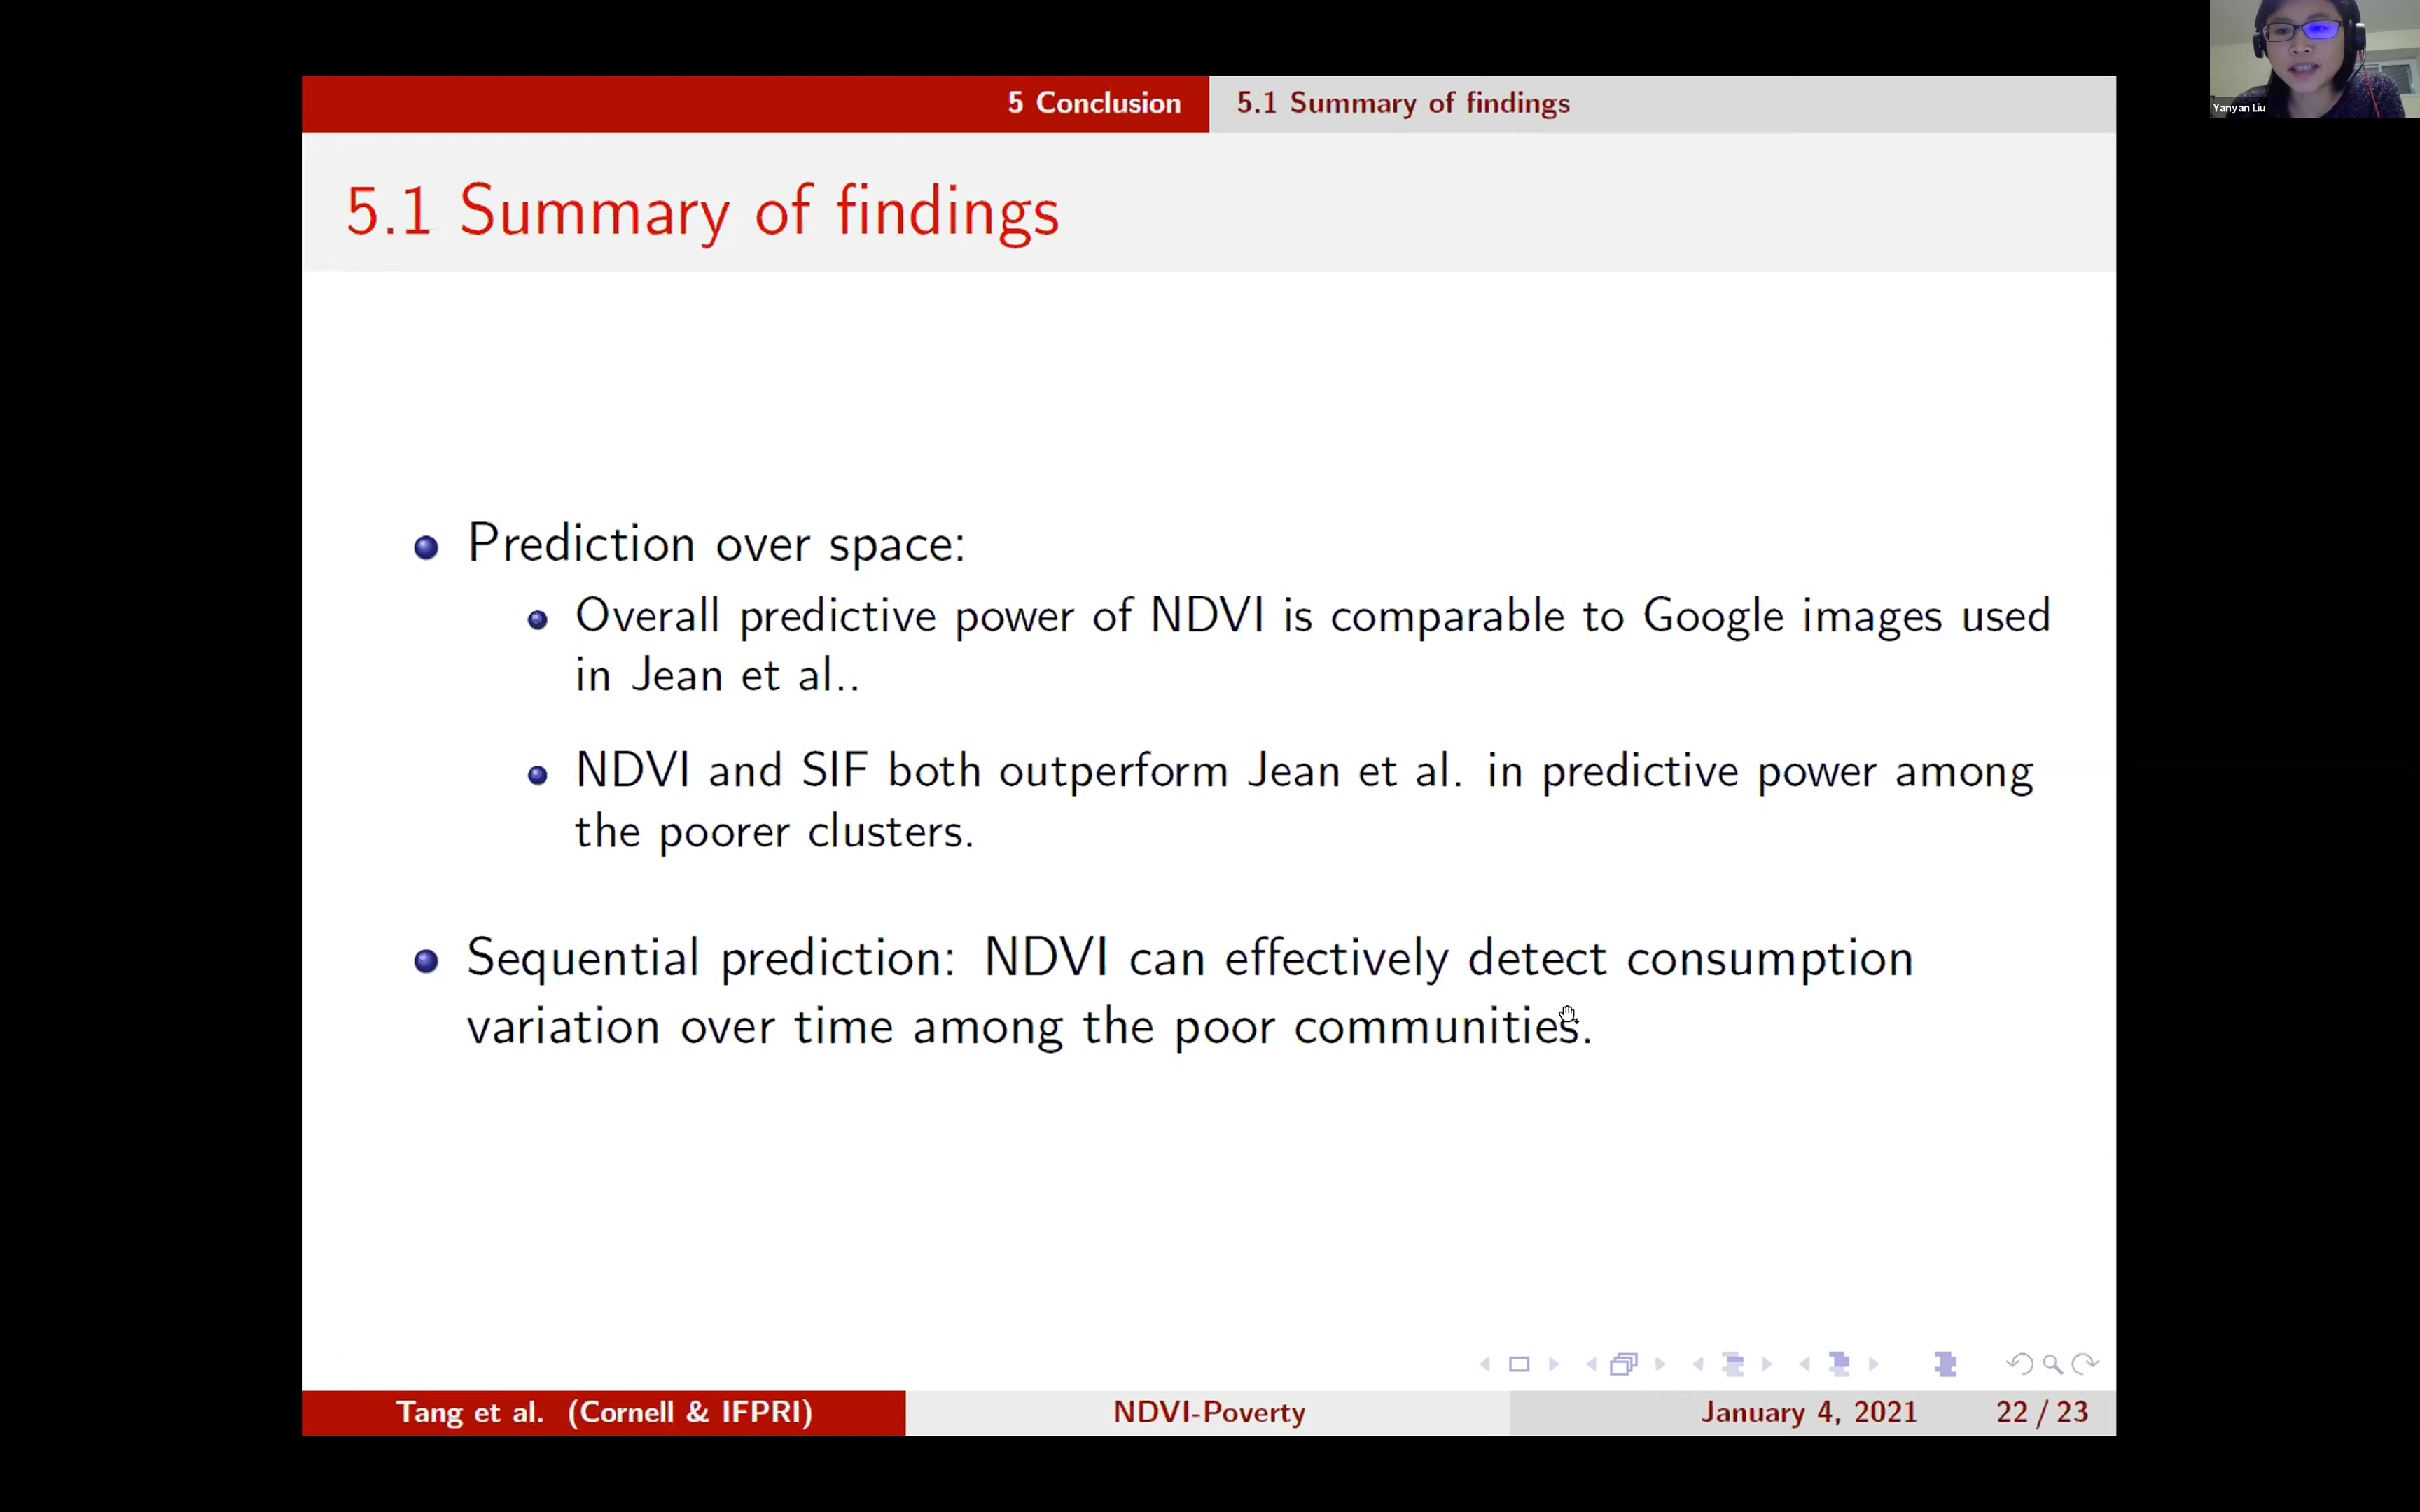 Yanyan Liu
5 Conclusion 5.1 Summary of findings
5.1 Summary of findings
Prediction over space:
Overall predictive power of NDVI is comparable to Google images used
in Jean et al..
NDVI and SIF both outperform Jean et al. in predictive power among
the poorer clusters.
Sequential prediction: NDVI can effectively detect consumption
variation over time among the poor communities.
Tang et al. (Cornell & IFPRI) NDVI-Poverty January 4, 2021 22 / 23